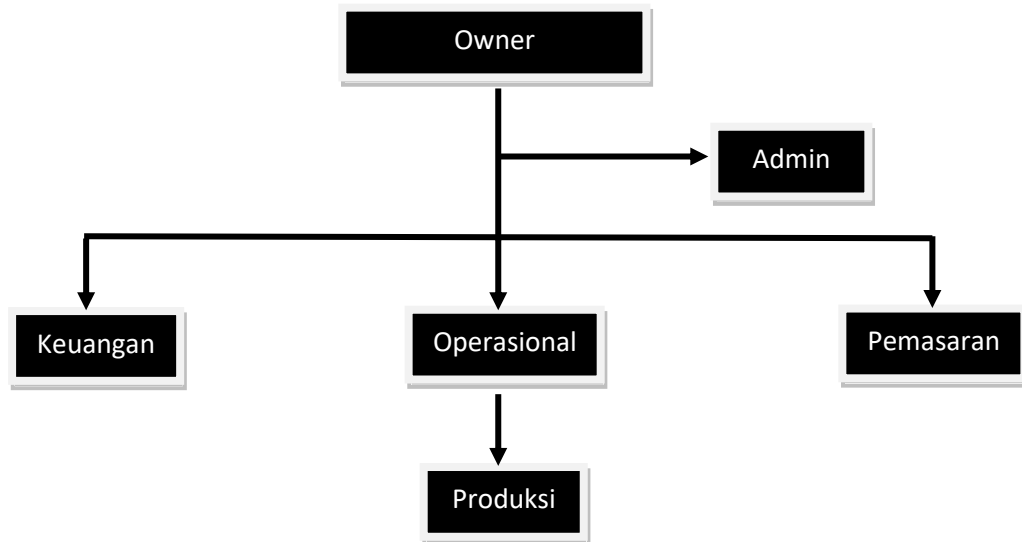 Owner
Admin
Keuangan
Operasional
Pemasaran
Produksi